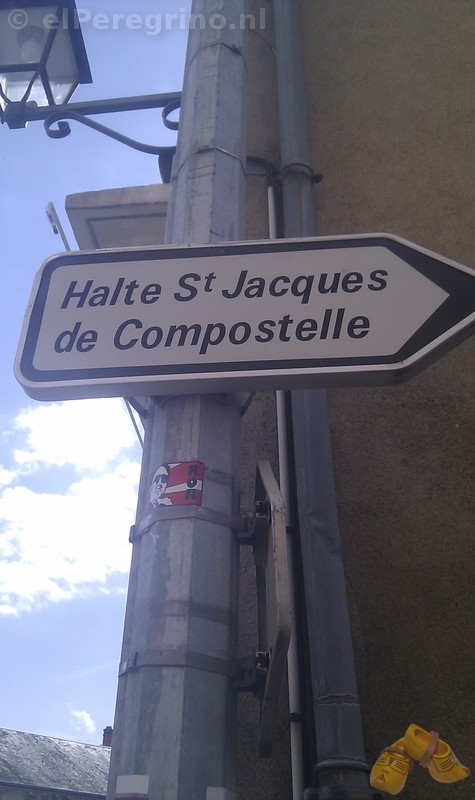 © elPeregrino.nl
Halte St Jacques
de Compostelle